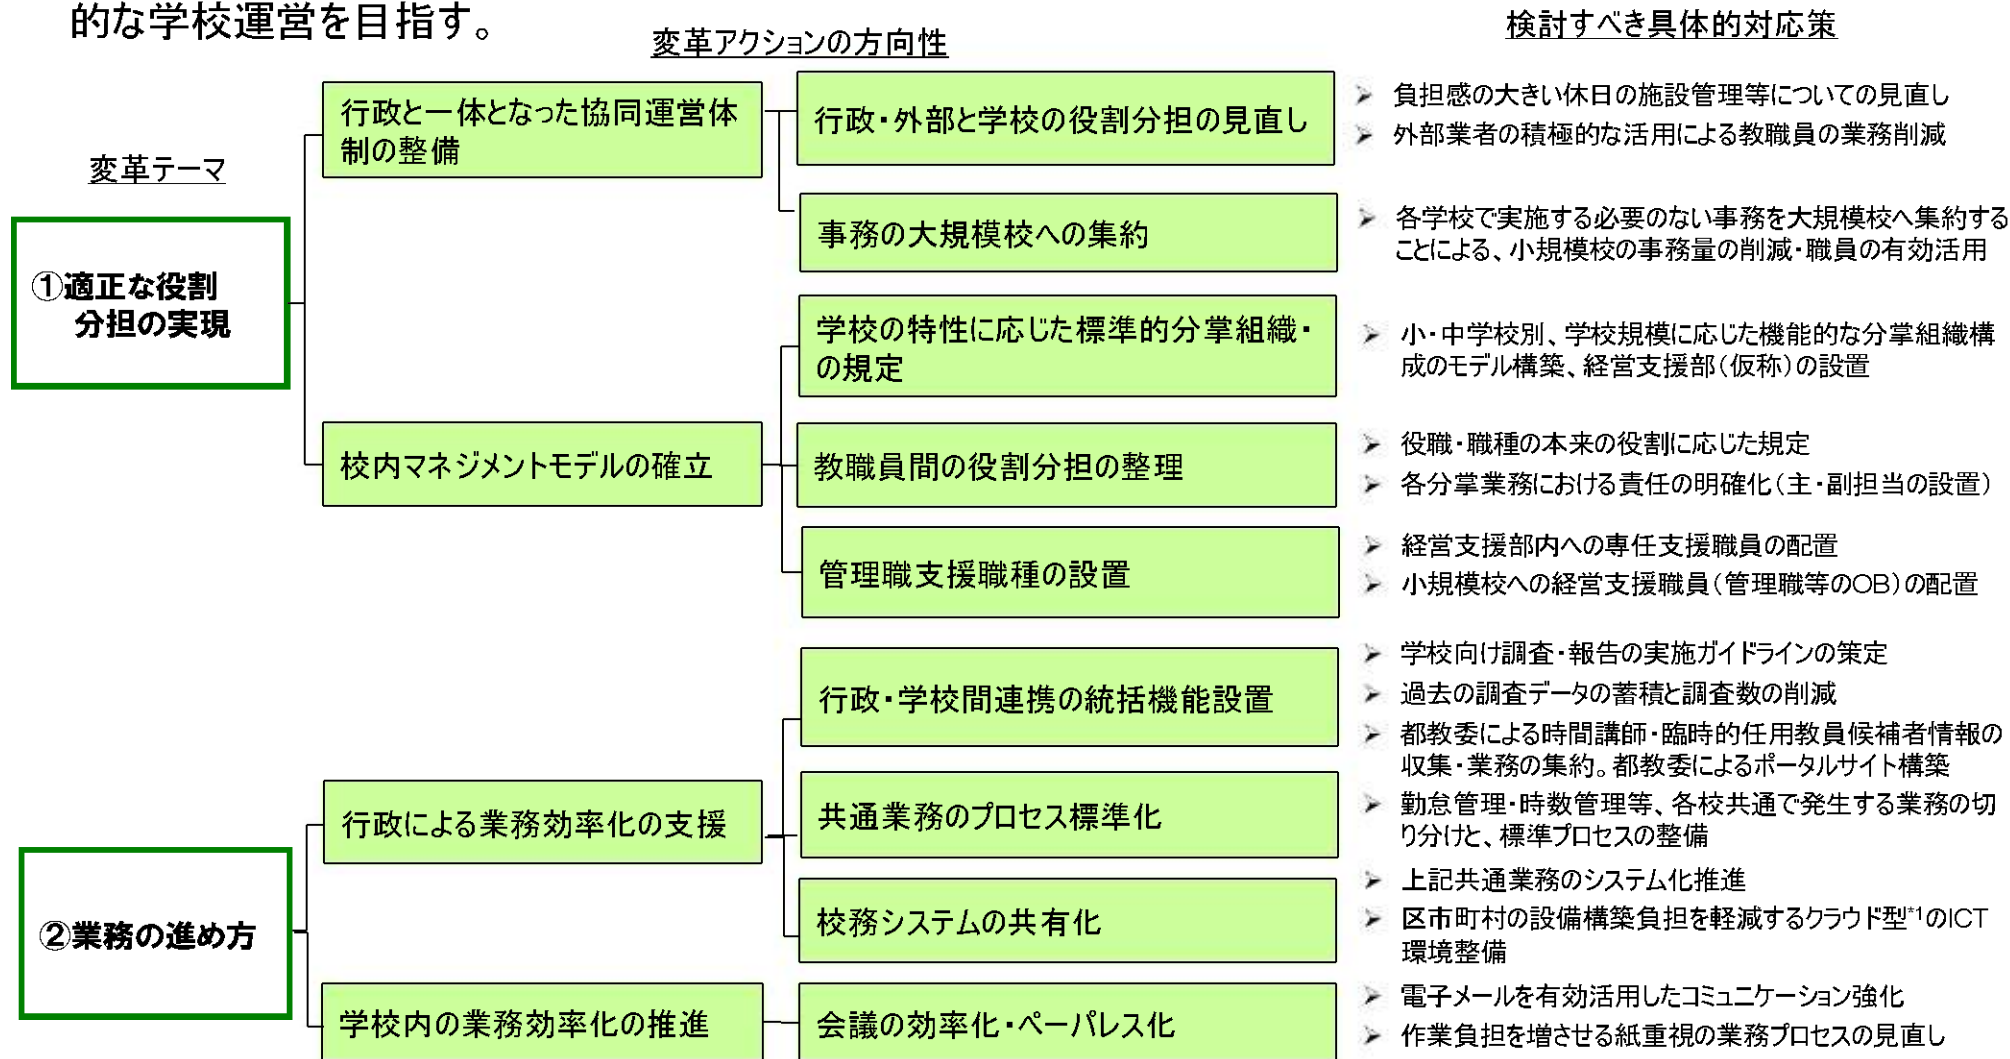 的な学校運営を目指す。
変革アクションの方向性
検討すべき具体的対応策
変革テーマ
①適正な役割
分担の実現
行政と一体となった協同運営体
制の整備
行政・外部と学校の役割分担の見直し
➢ 負担感の大きい休日の施設管理等についての見直し
➢ 外部業者の積極的な活用による教職員の業務削減
事務の大規模校への集約
➢ 各学校で実施する必要のない事務を大規模校へ集約する
ことによる、小規模校の事務量の削減・職員の有効活用
校内マネジメントモデルの確立
学校の特性に応じた標準的分掌組織・
の規定
➢ 小・中学校別、学校規模に応じた機能的な分掌組織構
成のモデル構築、経営支援部（仮称）の設置
教職員間の役割分担の整理
➢ 役職・職種の本来の役割に応じた規定
➢ 各分掌業務における責任の明確化（主・副担当の設置）
管理職支援職種の設置
➢ 経営支援部内への専任支援職員の配置
➢ 小規模校への経営支援職員（管理職等のOB）の配置
②業務の進め方
行政による業務効率化の支援
行政・学校間連携の統括機能設置
➢ 学校向け調査・報告の実施ガイドラインの策定
➢ 過去の調査データの蓄積と調査数の削減
➢ 都教委による時間講師・臨時的任用教員候補者情報の
収集・業務の集約。都教委によるポータルサイト構築
共通業務のプロセス標準化
➢ 勤怠管理・時数管理等、各校共通で発生する業務の切
り分けと、標準プロセスの整備
校務システムの共有化
➢ 上記共通業務のシステム化推進
➢ 区市町村の設備構築負担を軽減するクラウド型*1のICT
環境整備
学校内の業務効率化の推進
会議の効率化・ペーパレス化
➢ 電子メールを有効活用したコミュニケーション強化
➢ 作業負担を増させる紙重視の業務プロセスの見直し